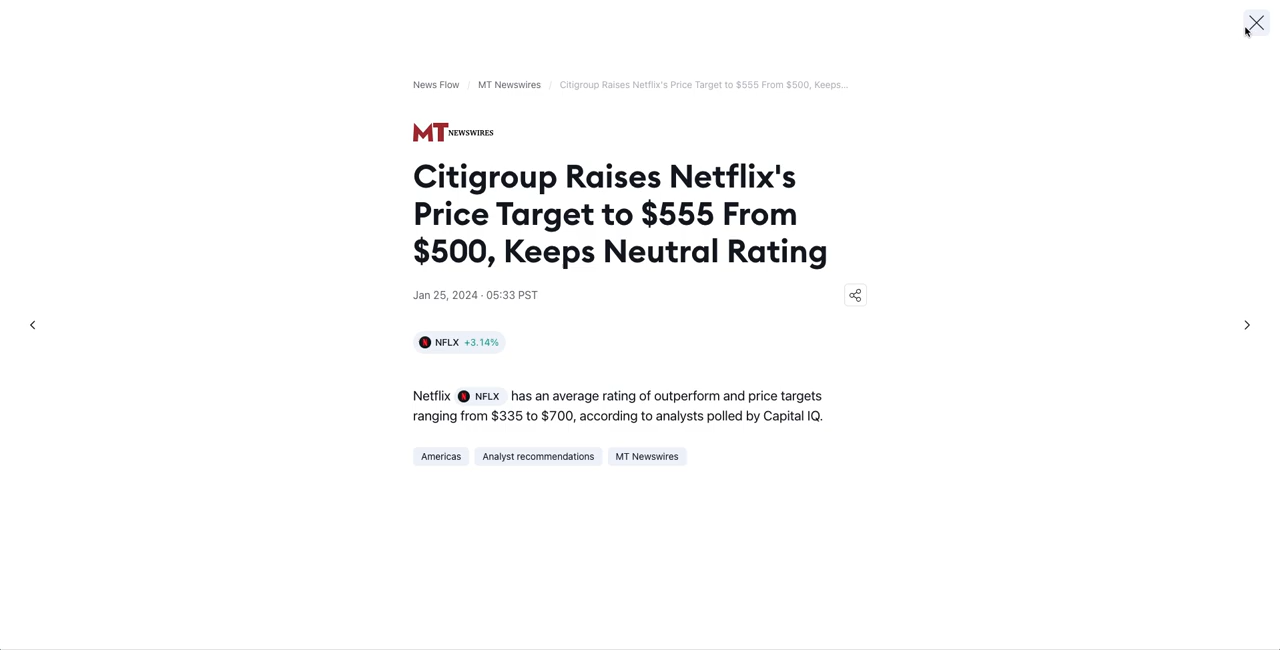 News Flow / MT Newswires / Citigroup Raises Netflix's Price Target to $555 From $500, Keeps...
MT NEWSWIRES
Citigroup Raises Netflix's
Price Target to $555 From
$500, Keeps Neutral Rating
Jan 25, 2024 · 05:33 PST
NFLX +3.14%
Netflix NFLX has an average rating of outperform and price targets
ranging from $335 to $700, according to analysts polled by Capital IQ.
Americas Analyst recommendations MT Newswires